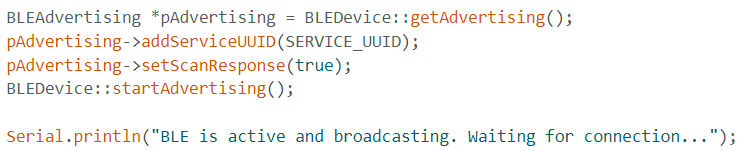 BLEAdvertising *pAdvertising = BLEDevice::getAdvertising();
pAdvertising->addServiceUUID(SERVICE_UUID);
pAdvertising->setScanResponse(true);
BLEDevice::startAdvertising();
Serial.println("BLE is active and broadcasting. Waiting for connection...");